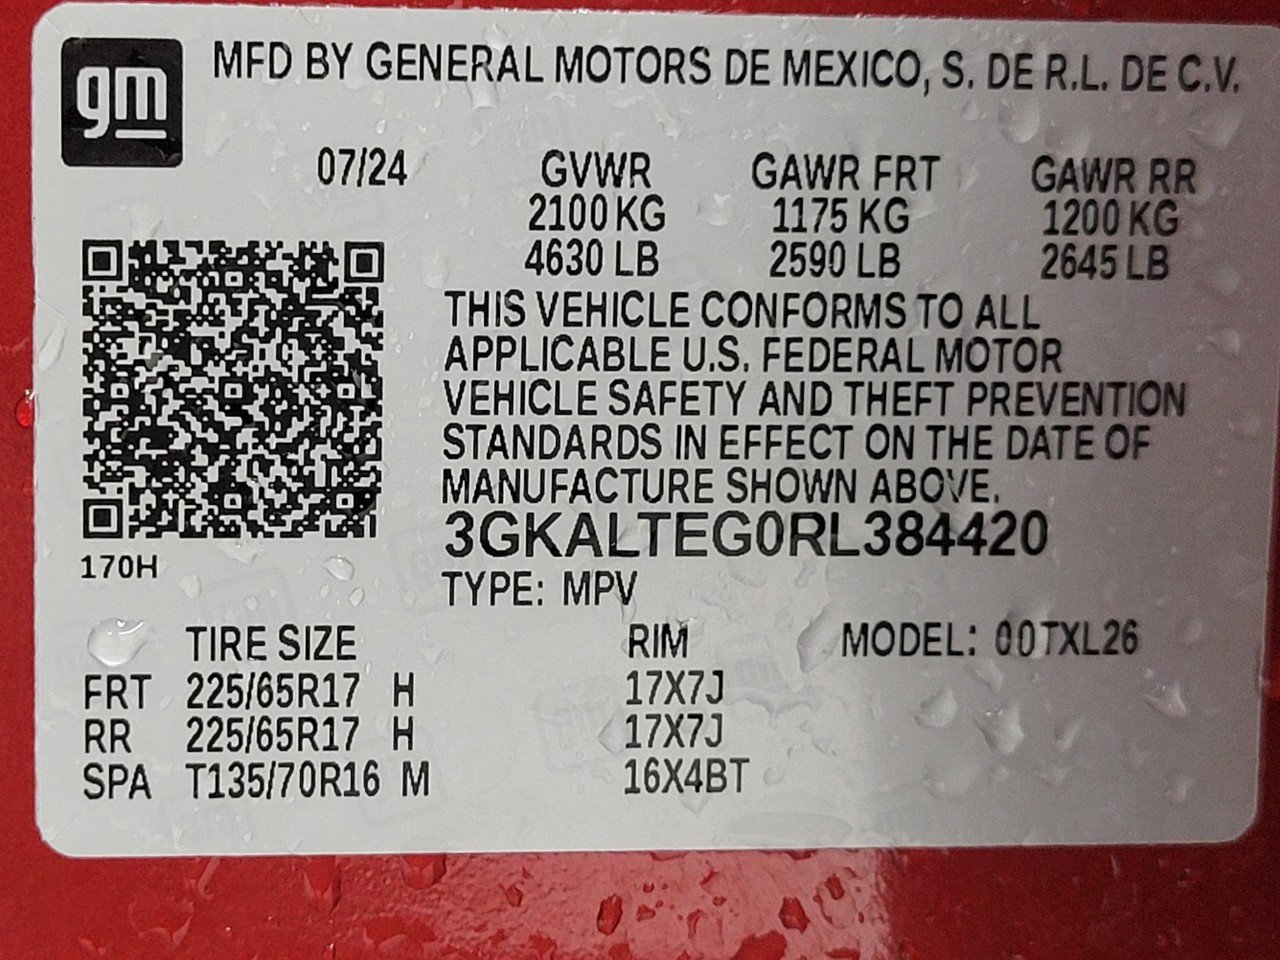 gm
MFD BY GENERAL MOTORS DE MEXICO, S. DE R.L. DE C.V.
07/24 GVWR GAWR FRT GAWR RR
2100 KG 1175 KG 1200 KG
4630 LB 2590 LB 2645 LB
THIS VEHICLE CONFORMS TO ALL
APPLICABLE U.S. FEDERAL MOTOR
VEHICLE SAFETY AND THEFT PREVENTION
STANDARDS IN EFFECT ON THE DATE OF
MANUFACTURE SHOWN ABOVE.
3GKALTEG0RL384420
170H
TYPE: MPV
TIRE SIZE RIM MODEL: 00TXL26
FRT 225/65R17 H 17X7J
RR 225/65R17 H 17X7J
SPA T135/70R16 M 16X4BT